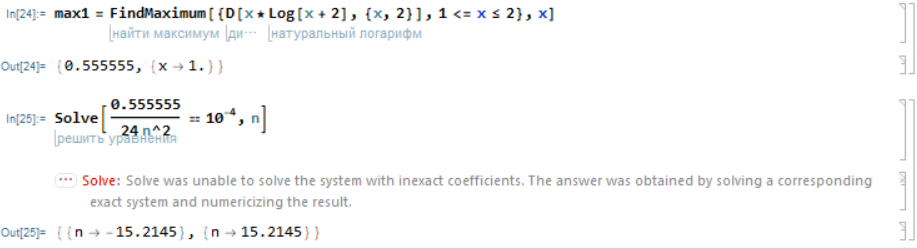 In[24]:= max1 = FindMaximum[{D[x * Log[x + 2], {x, 2}], 1 <= x ≤ 2}, x]
найти максимум ди··· натуральный логарифм
Out[24]= {0.555555, {x → 1.}}
In[25]:= Solve[0.555555 / 24 n^2 == 10^-4, n]
решить уравнения
··· Solve: Solve was unable to solve the system with inexact coefficients. The answer was obtained by solving a corresponding
exact system and numericizing the result.
Out[25]= {{n → -15.2145}, {n → 15.2145}}